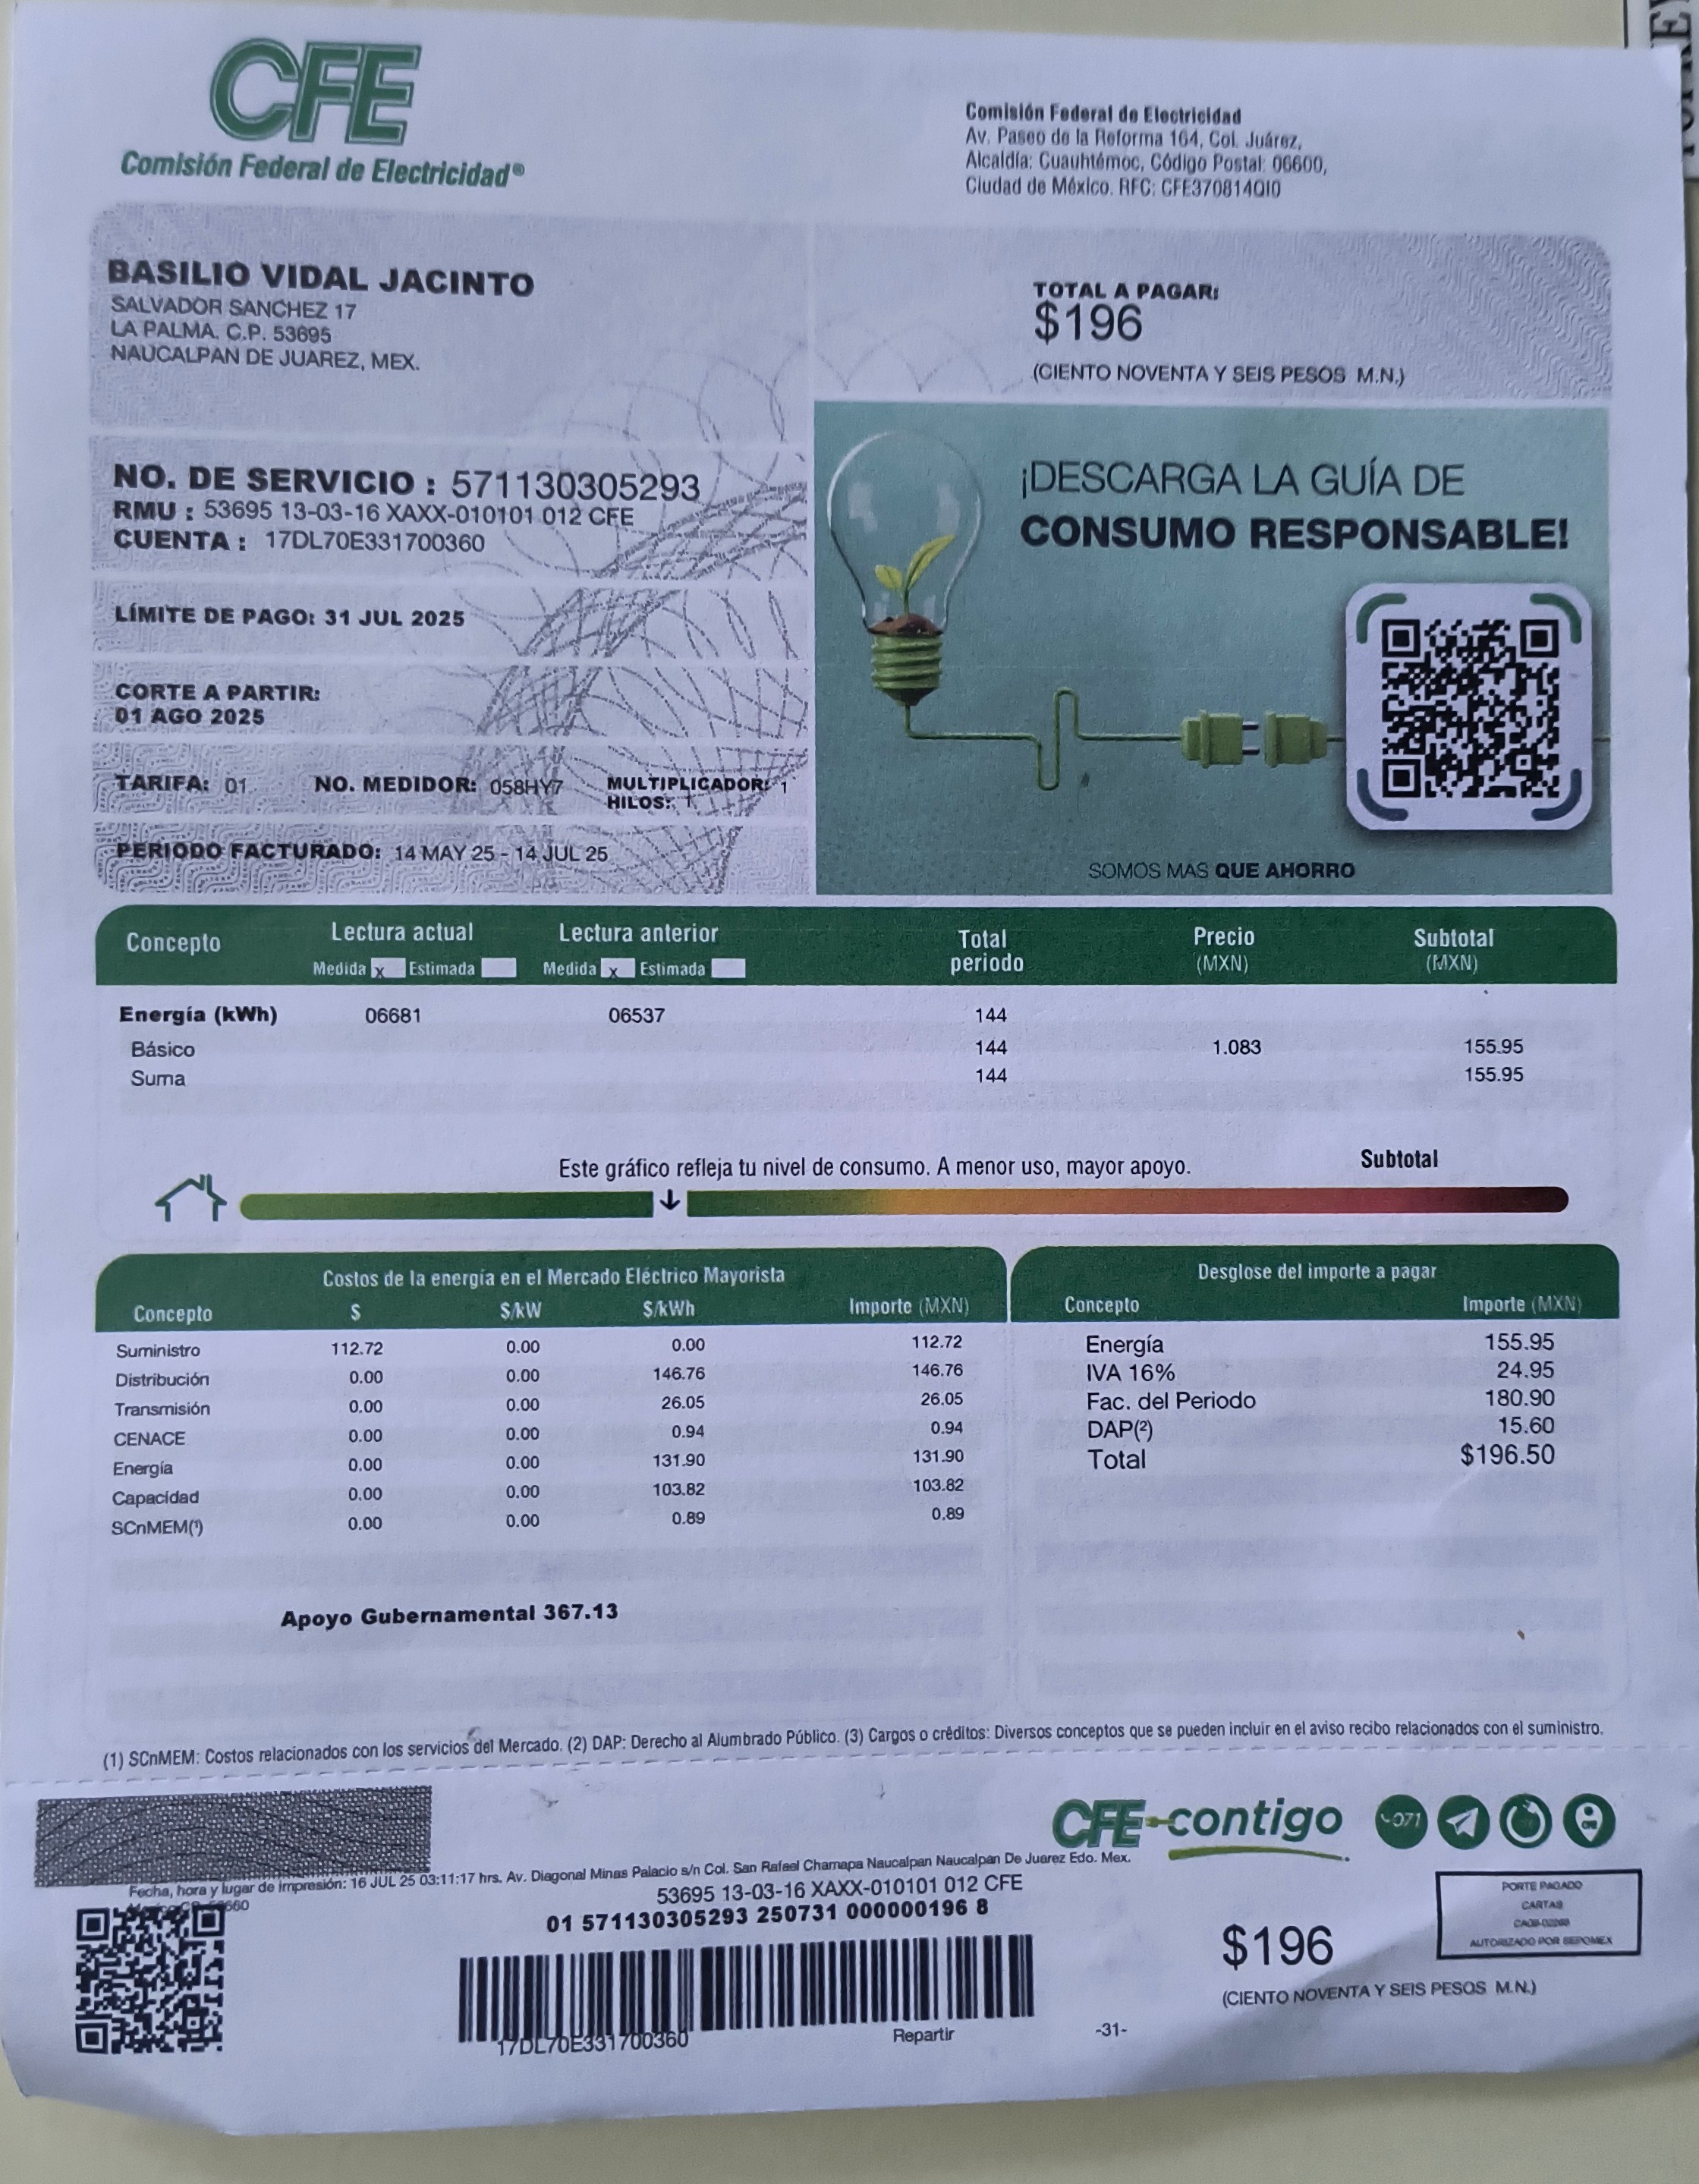 CFE
Comisión Federal de Electricidad®
Comisión Federal de Electricidad
Av. Paseo de la Reforma 164, Col. Juárez,
Alcaldía: Cuauhtémoc, Código Postal: 06600,
Ciudad de México. RFC: CFE370814QI0
BASILIO VIDAL JACINTO
SALVADOR SANCHEZ 17
LA PALMA. C.P. 53695
NAUCALPAN DE JUAREZ, MEX.
TOTAL A PAGAR:
$196
(CIENTO NOVENTA Y SEIS PESOS M.N.)
NO. DE SERVICIO : 571130305293
RMU : 53695 13-03-16 XAXX-010101 012 CFE
CUENTA : 17DL70E331700360
LÍMITE DE PAGO: 31 JUL 2025
CORTE A PARTIR:
01 AGO 2025
TARIFA: 01 NO. MEDIDOR: 058HY7 MULTIPLICADOR: 1
HILOS: 1
PERIODO FACTURADO: 14 MAY 25 - 14 JUL 25
¡DESCARGA LA GUÍA DE
CONSUMO RESPONSABLE!
SOMOS MAS QUE AHORRO
Concepto Lectura actual Lectura anterior Total periodo Precio (MXN) Subtotal (MXN)
Medida x Estimada Medida x Estimada
Energía (kWh) 06681 06537 144
Básico 144 1.083 155.95
Suma 144 155.95
Este gráfico refleja tu nivel de consumo. A menor uso, mayor apoyo. Subtotal
Costos de la energía en el Mercado Eléctrico Mayorista
Concepto $ $/kW $/kWh Importe (MXN)
Suministro 112.72 0.00 0.00 112.72
Distribución 0.00 0.00 146.76 146.76
Transmisión 0.00 0.00 26.05 26.05
CENACE 0.00 0.00 0.94 0.94
Energía 0.00 0.00 131.90 131.90
Capacidad 0.00 0.00 103.82 103.82
SCnMEM(¹) 0.00 0.00 0.89 0.89
Apoyo Gubernamental 367.13
Desglose del importe a pagar
Concepto Importe (MXN)
Energía 155.95
IVA 16% 24.95
Fac. del Periodo 180.90
DAP(²) 15.60
Total $196.50
(1) SCnMEM: Costos relacionados con los servicios del Mercado. (2) DAP: Derecho al Alumbrado Público. (3) Cargos o créditos: Diversos conceptos que se pueden incluir en el aviso recibo relacionados con el suministro.
CFE contigo
071
Fecha, hora y lugar de impresión: 16 JUL 25 03:11:17 hrs. Av. Diagonal Minas Palacio s/n Col. San Rafael Chamapa Naucalpan Naucalpan De Juarez Edo. Mex.
53695 13-03-16 XAXX-010101 012 CFE
01 571130305293 250731 000000196 8
17DL70E331700360
Repartir
-31-
$196
(CIENTO NOVENTA Y SEIS PESOS M.N.)
PORTE PAGADO
CARTAS
AUTORIZADO POR SEPOMEX